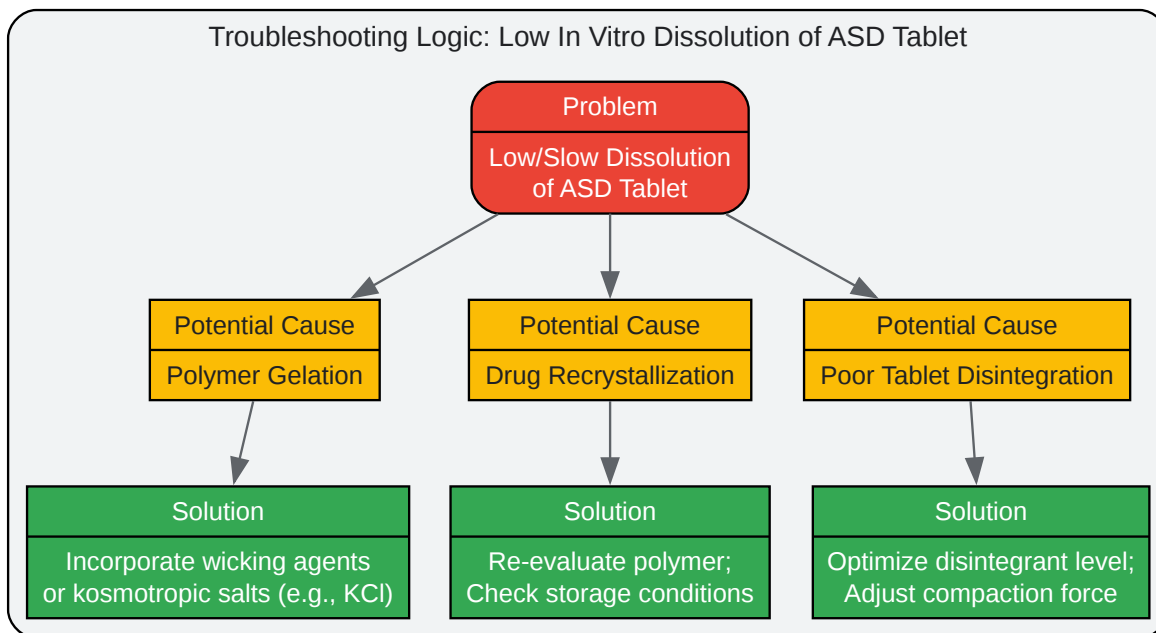 Troubleshooting Logic: Low In Vitro Dissolution of ASD Tablet
Problem
Low/Slow Dissolution
of ASD Tablet
Potential Cause
Polymer Gelation
Potential Cause
Drug Recrystallization
Potential Cause
Poor Tablet Disintegration
Solution
Incorporate wicking agents
or kosmotropic salts (e.g., KCl)
Solution
Re-evaluate polymer;
Check storage conditions
Solution
Optimize disintegrant level;
Adjust compaction force